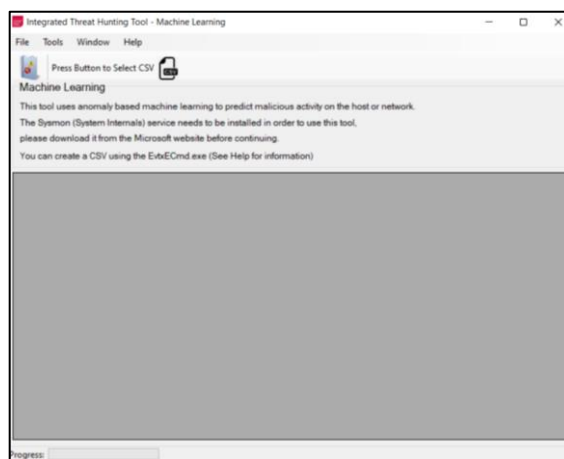 Integrated Threat Hunting Tool - Machine Learning
File Tools Window Help
Press Button to Select CSV
CSV
Machine Learning
This tool uses anomaly based machine learning to predict malicious activity on the host or network.
The Sysmon (System Internals) service needs to be installed in order to use this tool,
please download it from the Microsoft website before continuing.
You can create a CSV using the EvtxECmd.exe (See Help for information)
Progress: